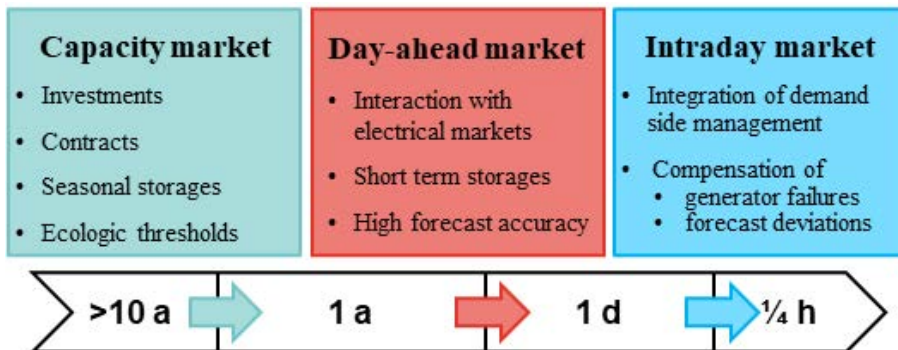 Capacity market
• Investments
• Contracts
• Seasonal storages
• Ecologic thresholds
Day-ahead market
• Interaction with
electrical markets
• Short term storages
• High forecast accuracy
Intraday market
• Integration of demand
side management
• Compensation of
• generator failures
• forecast deviations
>10 a
1 a
1 d
¼ h